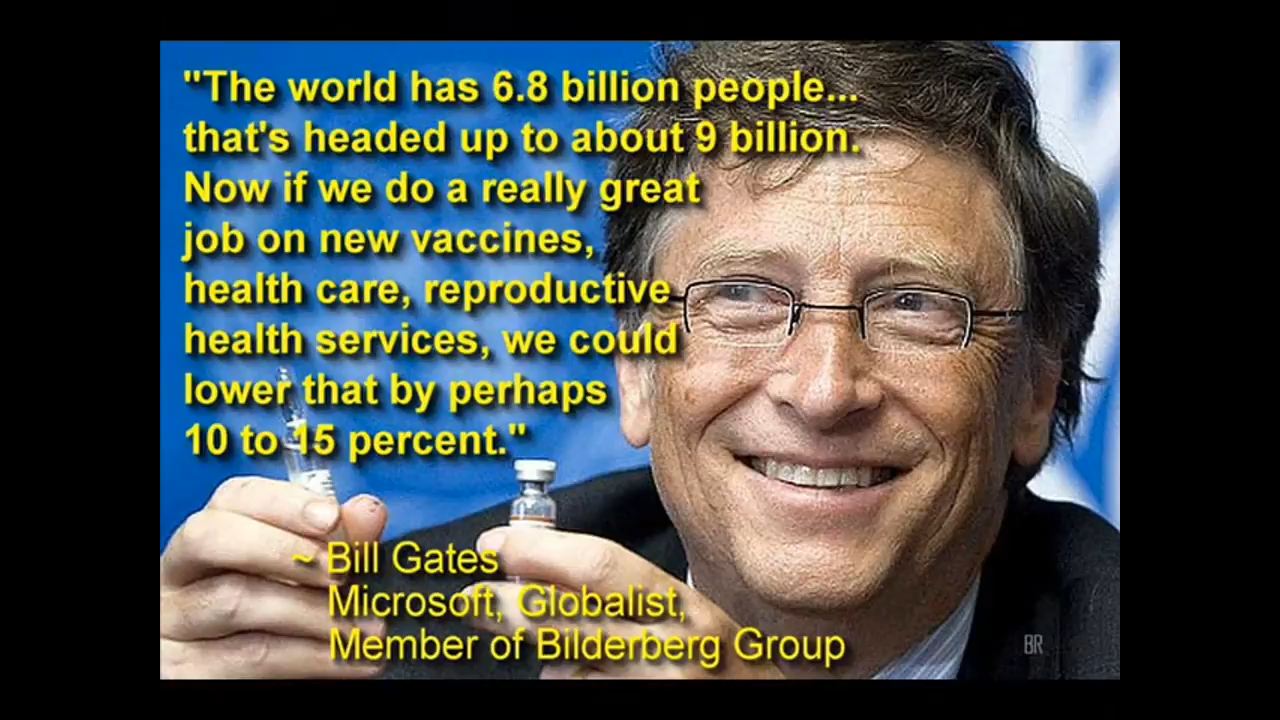 "The world has 6.8 billion people...
that's headed up to about 9 billion.
Now if we do a really great
job on new vaccines,
health care, reproductive
health services, we could
lower that by perhaps
10 to 15 percent."
~ Bill Gates
Microsoft, Globalist,
Member of Bilderberg Group
BR